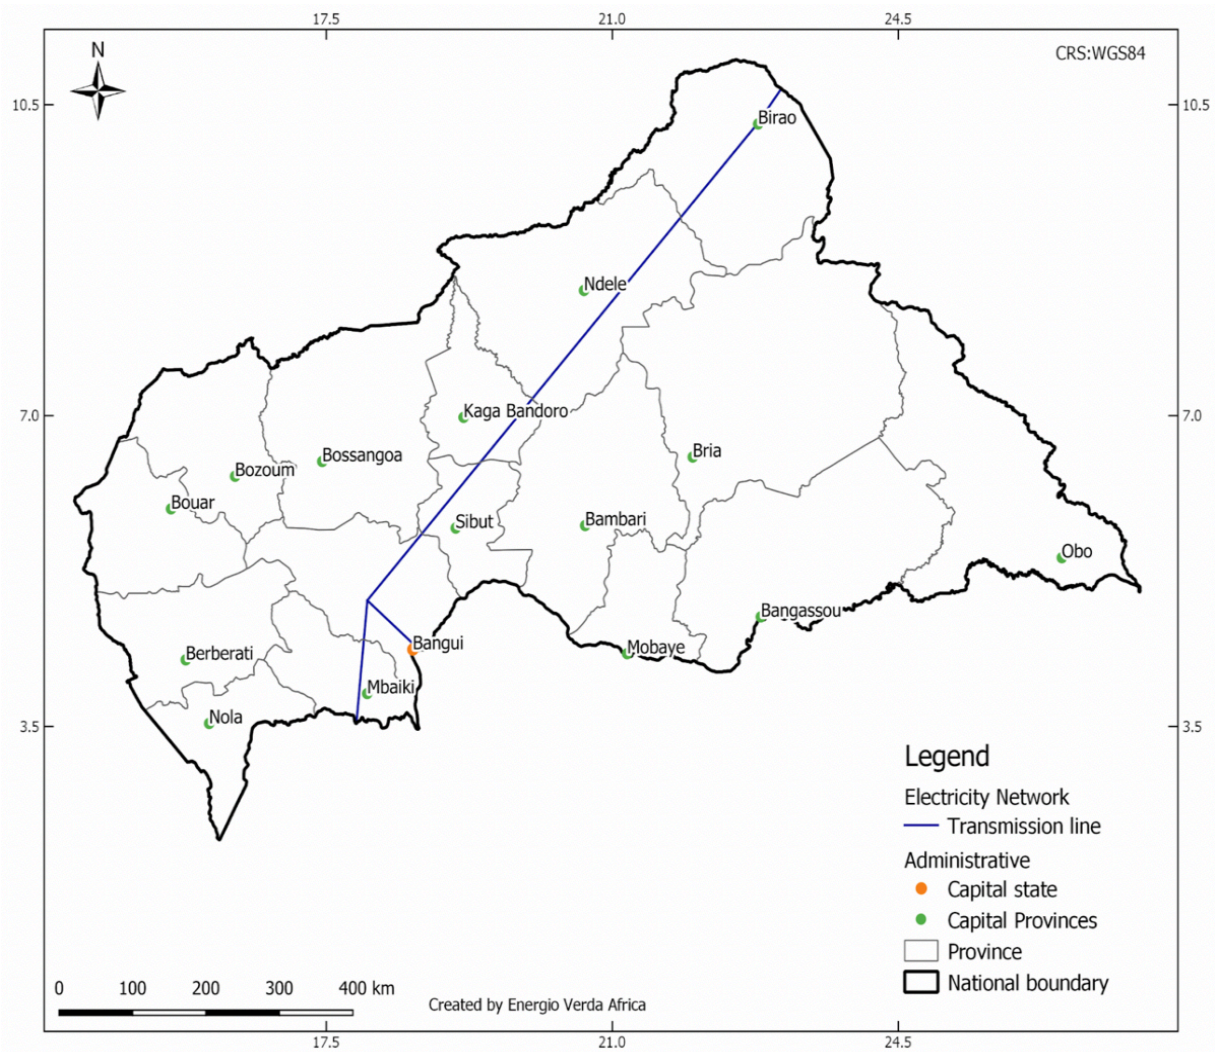 17.5 21.0 24.5
N
CRS:WGS84
10.5 10.5
Birao
Ndele
7.0 7.0
Kaga Bandoro
Bossangoa
Bria
Bozoum
Bouar
Sibut
Bambari
Obo
Bangassou
Bangui
Mobaye
Berberati
Mbaiki
Nola
3.5 3.5
Legend
Electricity Network
Transmission line
Administrative
Capital state
Capital Provinces
Province
National boundary
0 100 200 300 400 km
Created by Energio Verda Africa
17.5 21.0 24.5